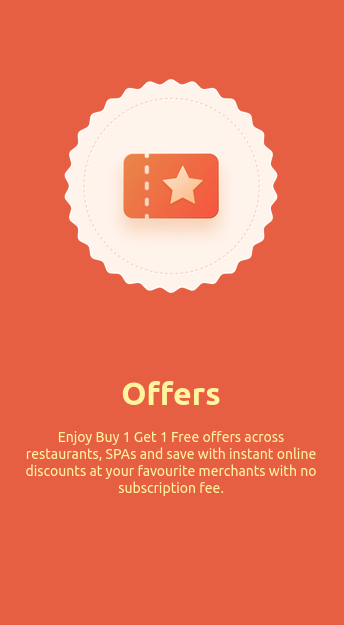 Offers
Enjoy Buy 1 Get 1 Free offers across
restaurants, SPAs and save with instant online
discounts at your favourite merchants with no
subscription fee.